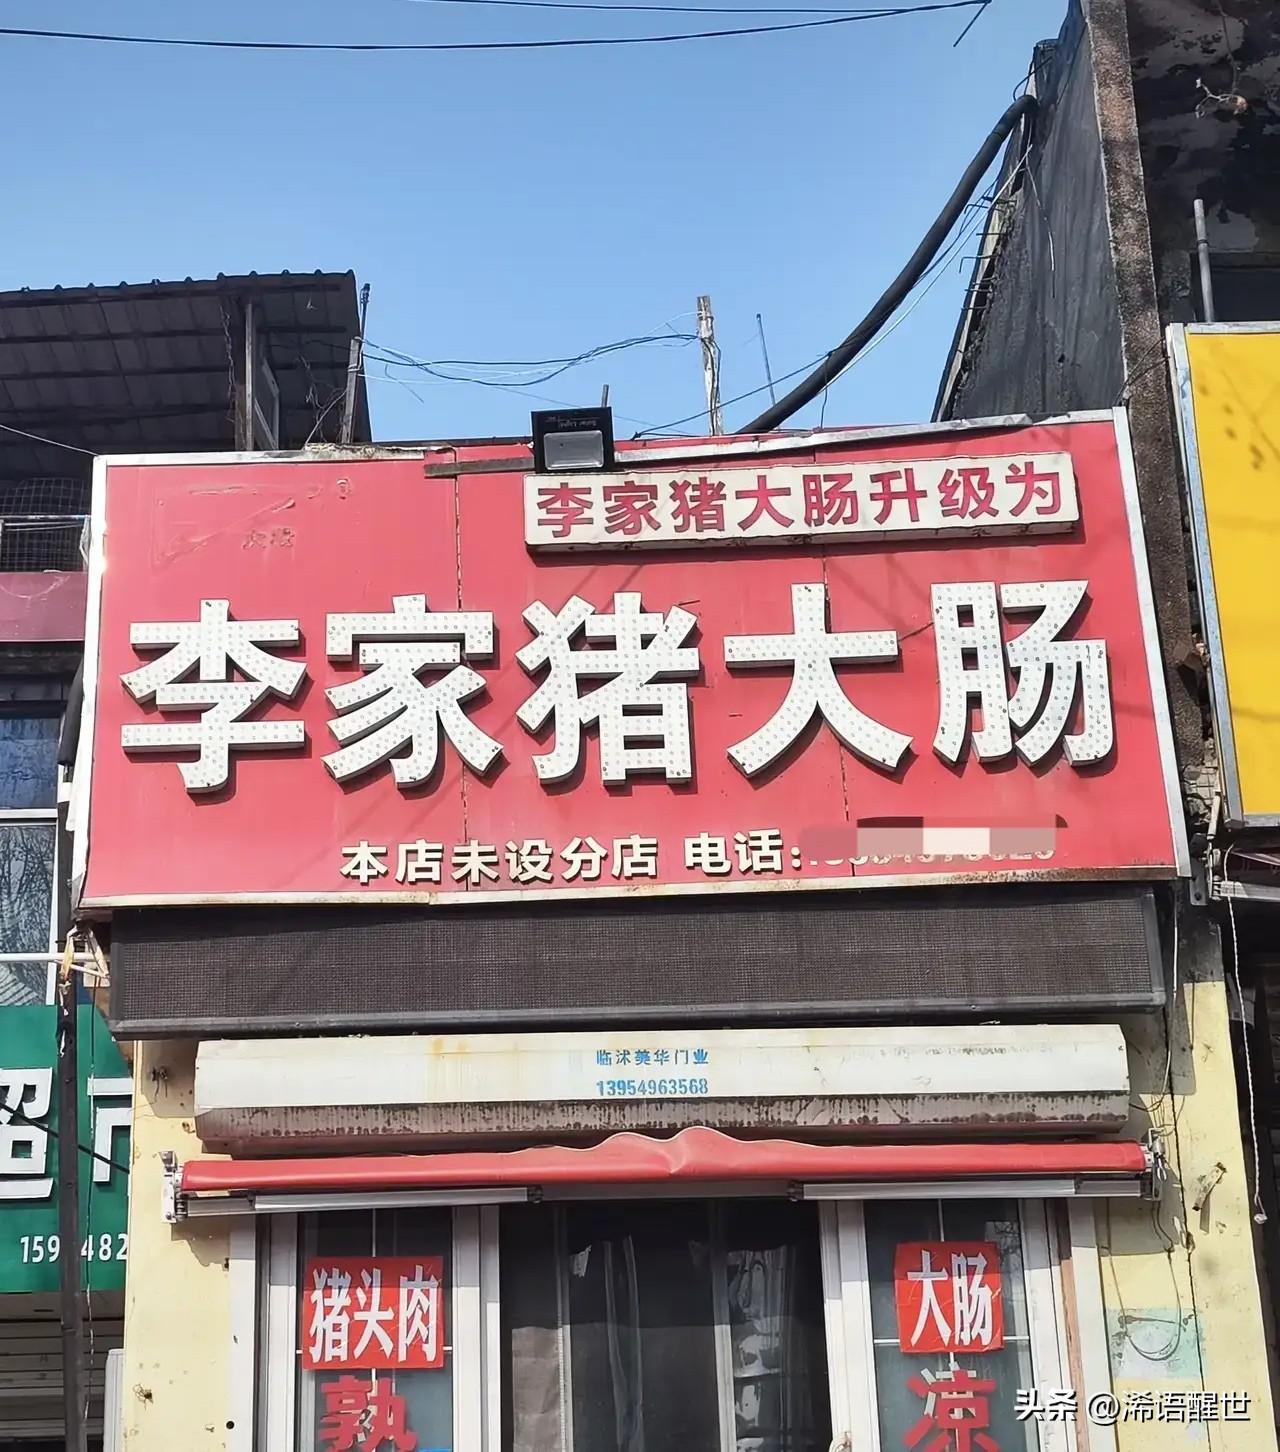 李家猪大肠升级为
李家猪大肠
本店未设分店 电话:
临沭美华门业
13954963568
超
猪头肉
熟
大肠
凉
头条 @浠语醒世